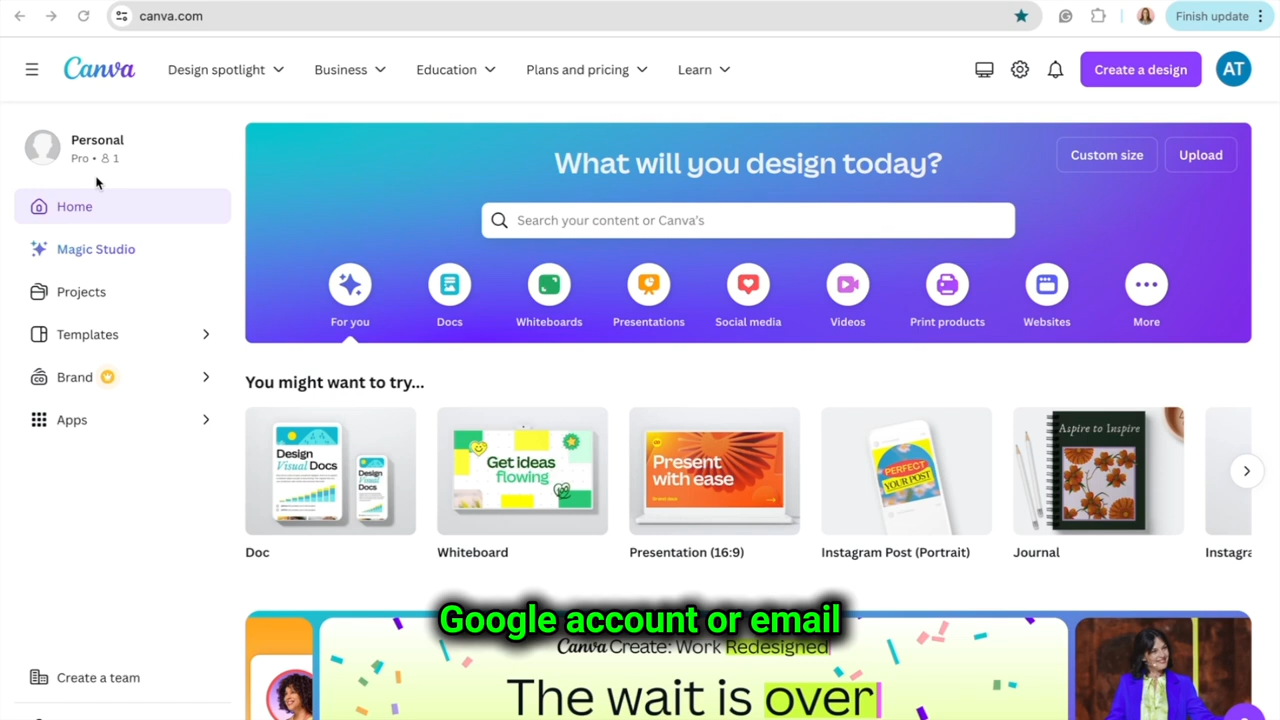 canva.com
Finish update
Canva
Design spotlight
Business
Education
Plans and pricing
Learn
Create a design
AT
Personal
Pro • 1
Home
Magic Studio
Projects
Templates
Brand
Apps
Create a team
What will you design today?
Custom size
Upload
Search your content or Canva's
For you
Docs
Whiteboards
Presentations
Social media
Videos
Print products
Websites
More
You might want to try...
Design
Visual Docs
Design
Visual
Docs
Get ideas
flowing
Present
with ease
PERFECT
YOUR POST
Aspire to Inspire
Doc
Whiteboard
Presentation (16:9)
Instagram Post (Portrait)
Journal
Instagra
Google account or email
Canva Create: Work Redesigned
The wait is over